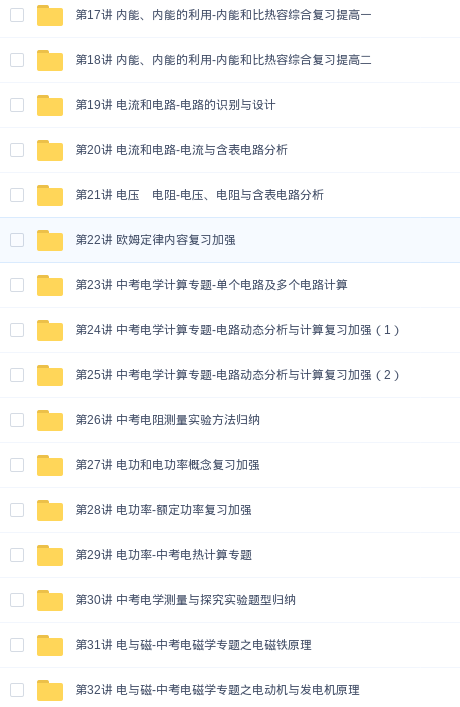 第17讲 内能、内能的利用-内能和比热容综合复习提高一
第18讲 内能、内能的利用-内能和比热容综合复习提高二
第19讲 电流和电路-电路的识别与设计
第20讲 电流和电路-电流与含表电路分析
第21讲 电压　电阻-电压、电阻与含表电路分析
第22讲 欧姆定律内容复习加强
第23讲 中考电学计算专题-单个电路及多个电路计算
第24讲 中考电学计算专题-电路动态分析与计算复习加强（1）
第25讲 中考电学计算专题-电路动态分析与计算复习加强（2）
第26讲 中考电阻测量实验方法归纳
第27讲 电功和电功率概念复习加强
第28讲 电功率-额定功率复习加强
第29讲 电功率-中考电热计算专题
第30讲 中考电学测量与探究实验题型归纳
第31讲 电与磁-中考电磁学专题之电磁铁原理
第32讲 电与磁-中考电磁学专题之电动机与发电机原理